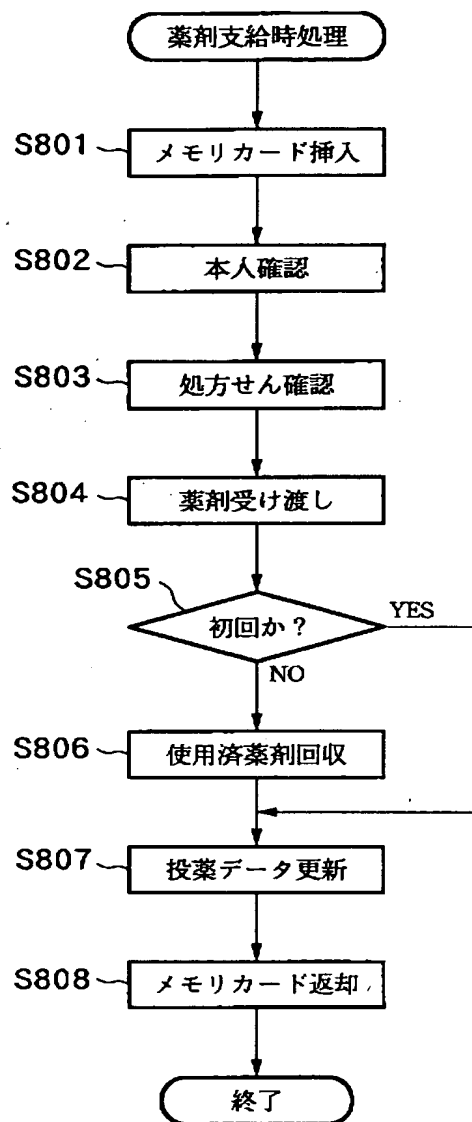 薬剤支給時処理
S801 メモリカード挿入
S802 本人確認
S803 処方せん確認
S804 薬剤受け渡し
S805
初回か？ YES
NO
S806 使用済薬剤回収
S807 投薬データ更新
S808 メモリカード返却
終了